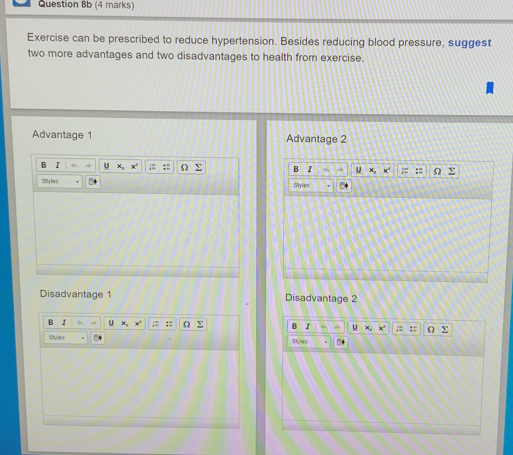 Question 8b (4 marks)
Exercise can be prescribed to reduce hypertension. Besides reducing blood pressure, suggest
two more advantages and two disadvantages to health from exercise.
Advantage 1
Advantage 2
B I U x₂ x² Ω Σ
B I U x₂ x² Ω Σ
Styles
Styles
Disadvantage 1
Disadvantage 2
B I U x₂ x² Ω Σ
B I U x₂ x² Ω Σ
Styles
Styles